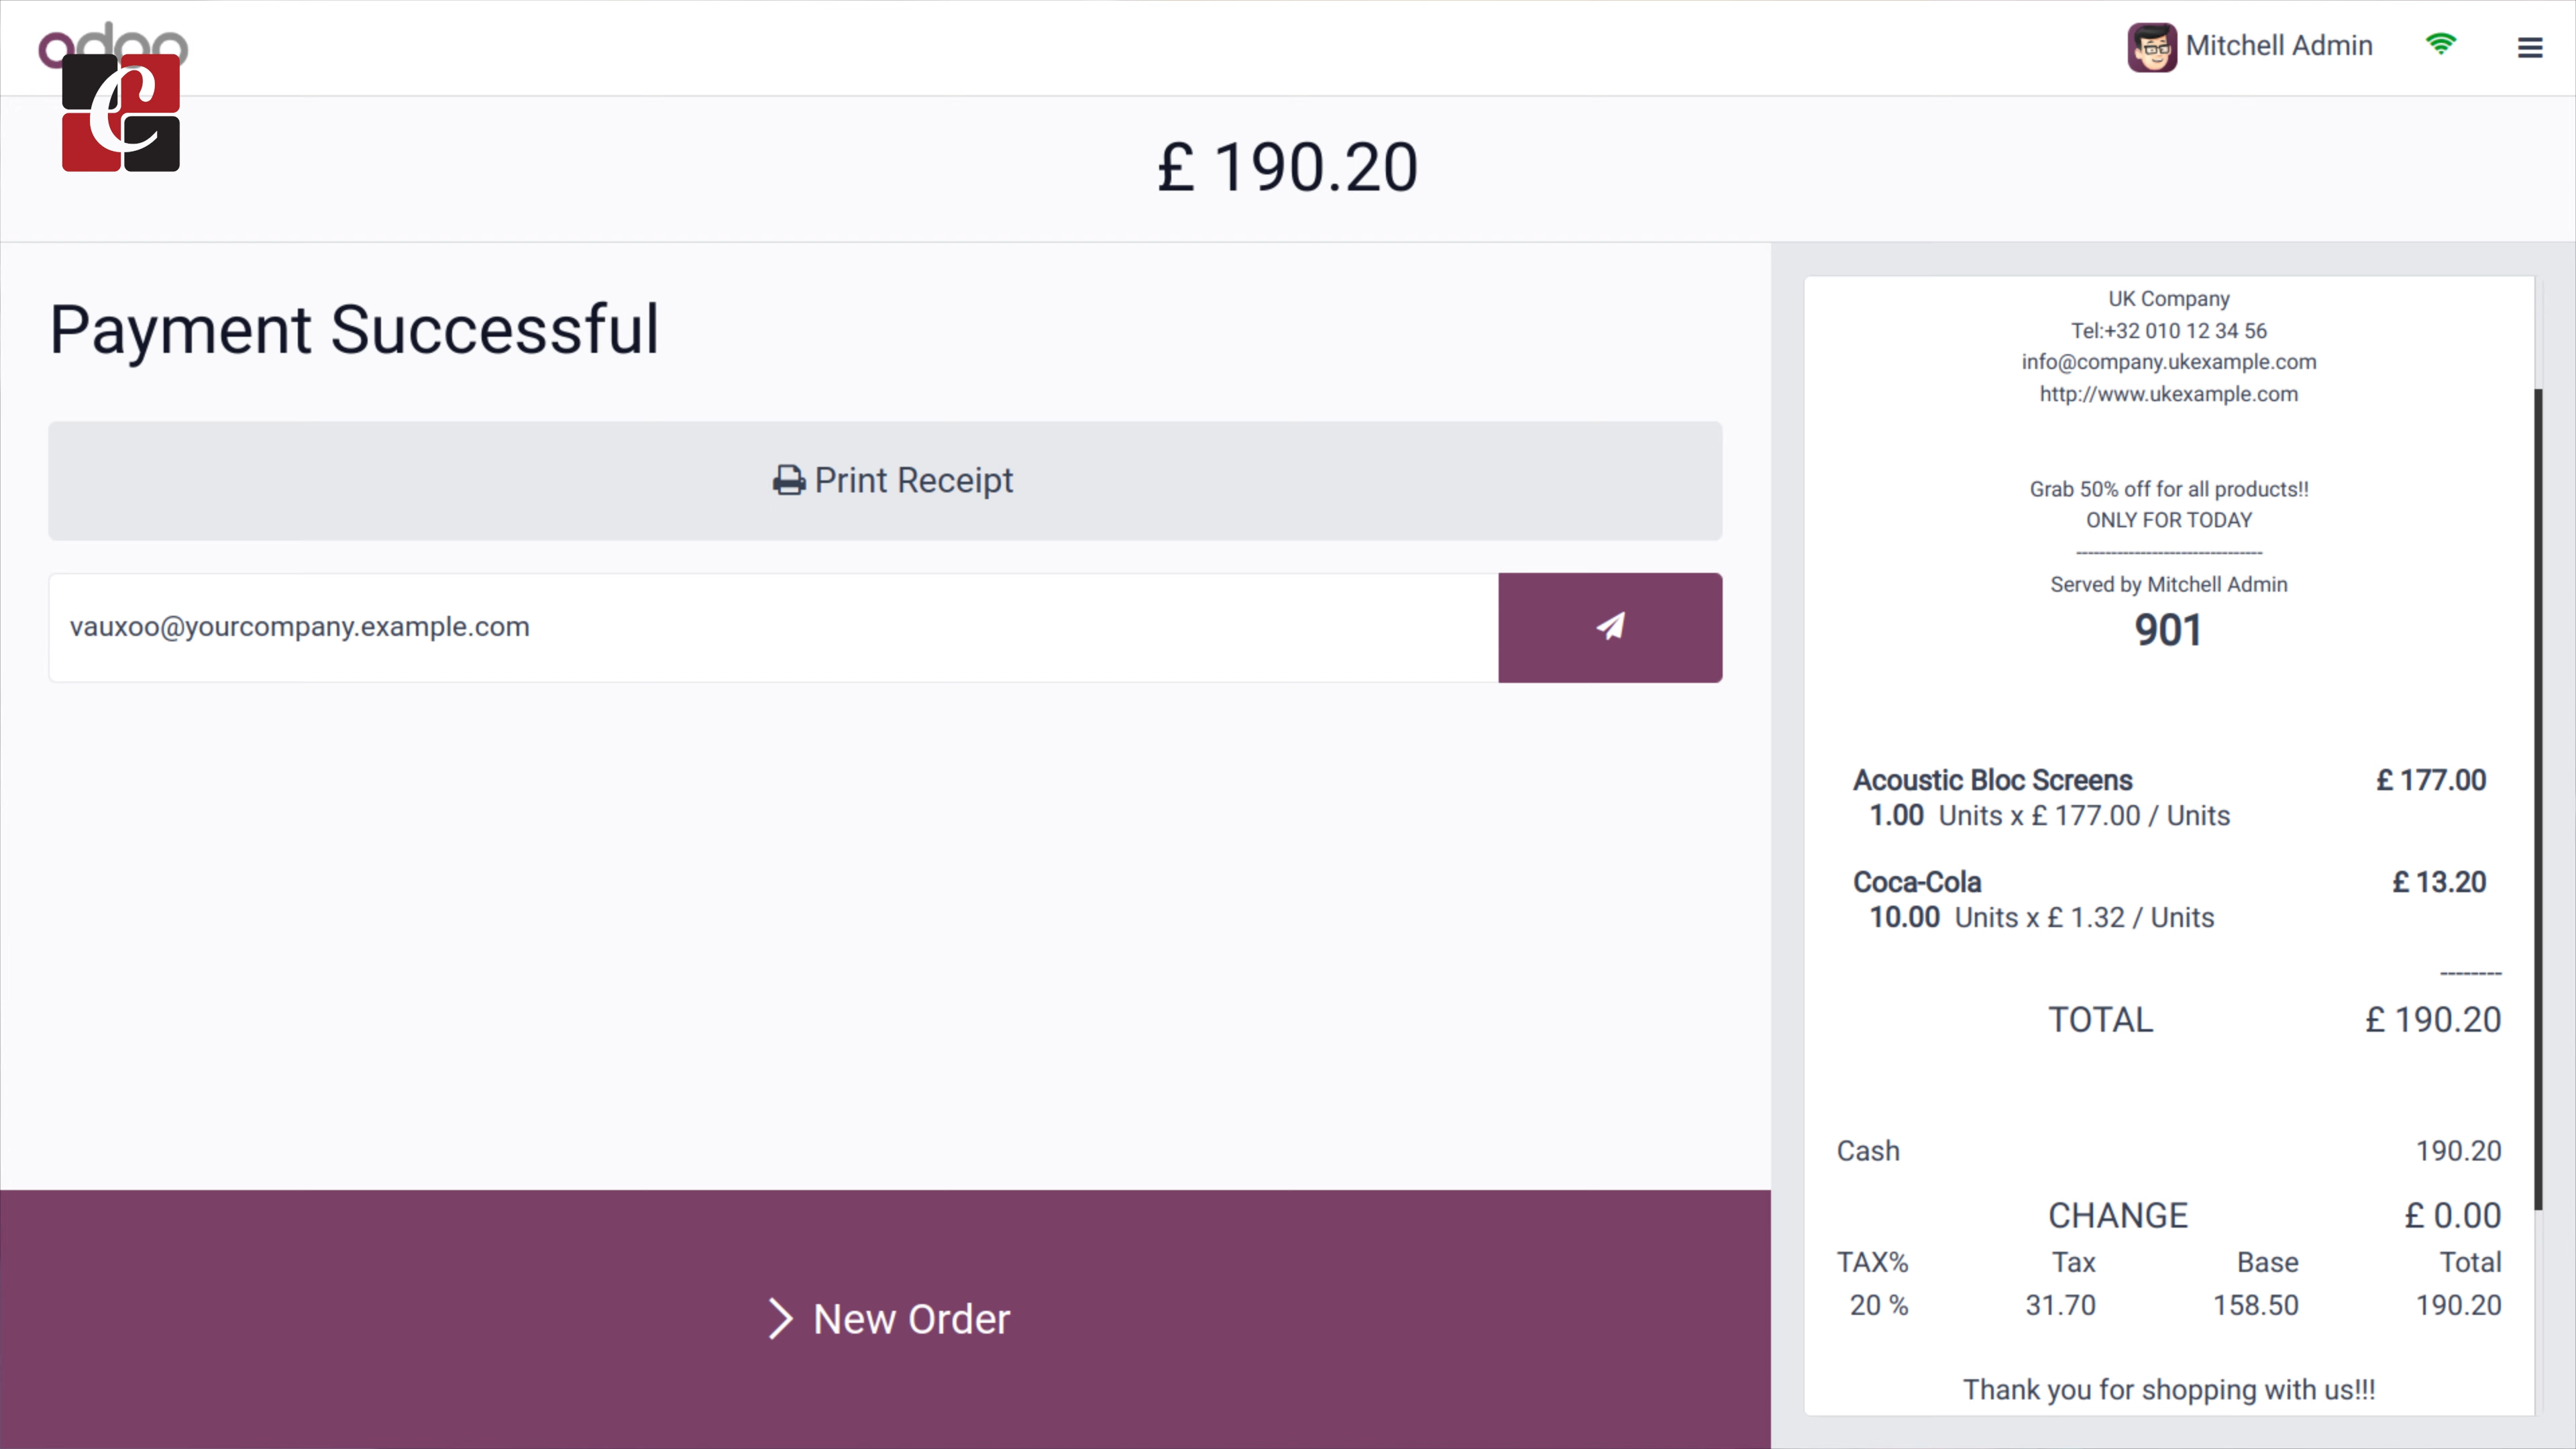 odoo
C
Mitchell Admin
£ 190.20
Payment Successful
Print Receipt
vauxoo@yourcompany.example.com
New Order
UK Company
Tel:+32 010 12 34 56
info@company.ukexample.com
http://www.ukexample.com
Grab 50% off for all products!!
ONLY FOR TODAY
--------------------------------
Served by Mitchell Admin
901
Acoustic Bloc Screens £ 177.00
1.00 Units x £ 177.00 / Units
Coca-Cola £ 13.20
10.00 Units x £ 1.32 / Units
--------
TOTAL £ 190.20
Cash 190.20
CHANGE £ 0.00
TAX% Tax Base Total
20 % 31.70 158.50 190.20
Thank you for shopping with us!!!